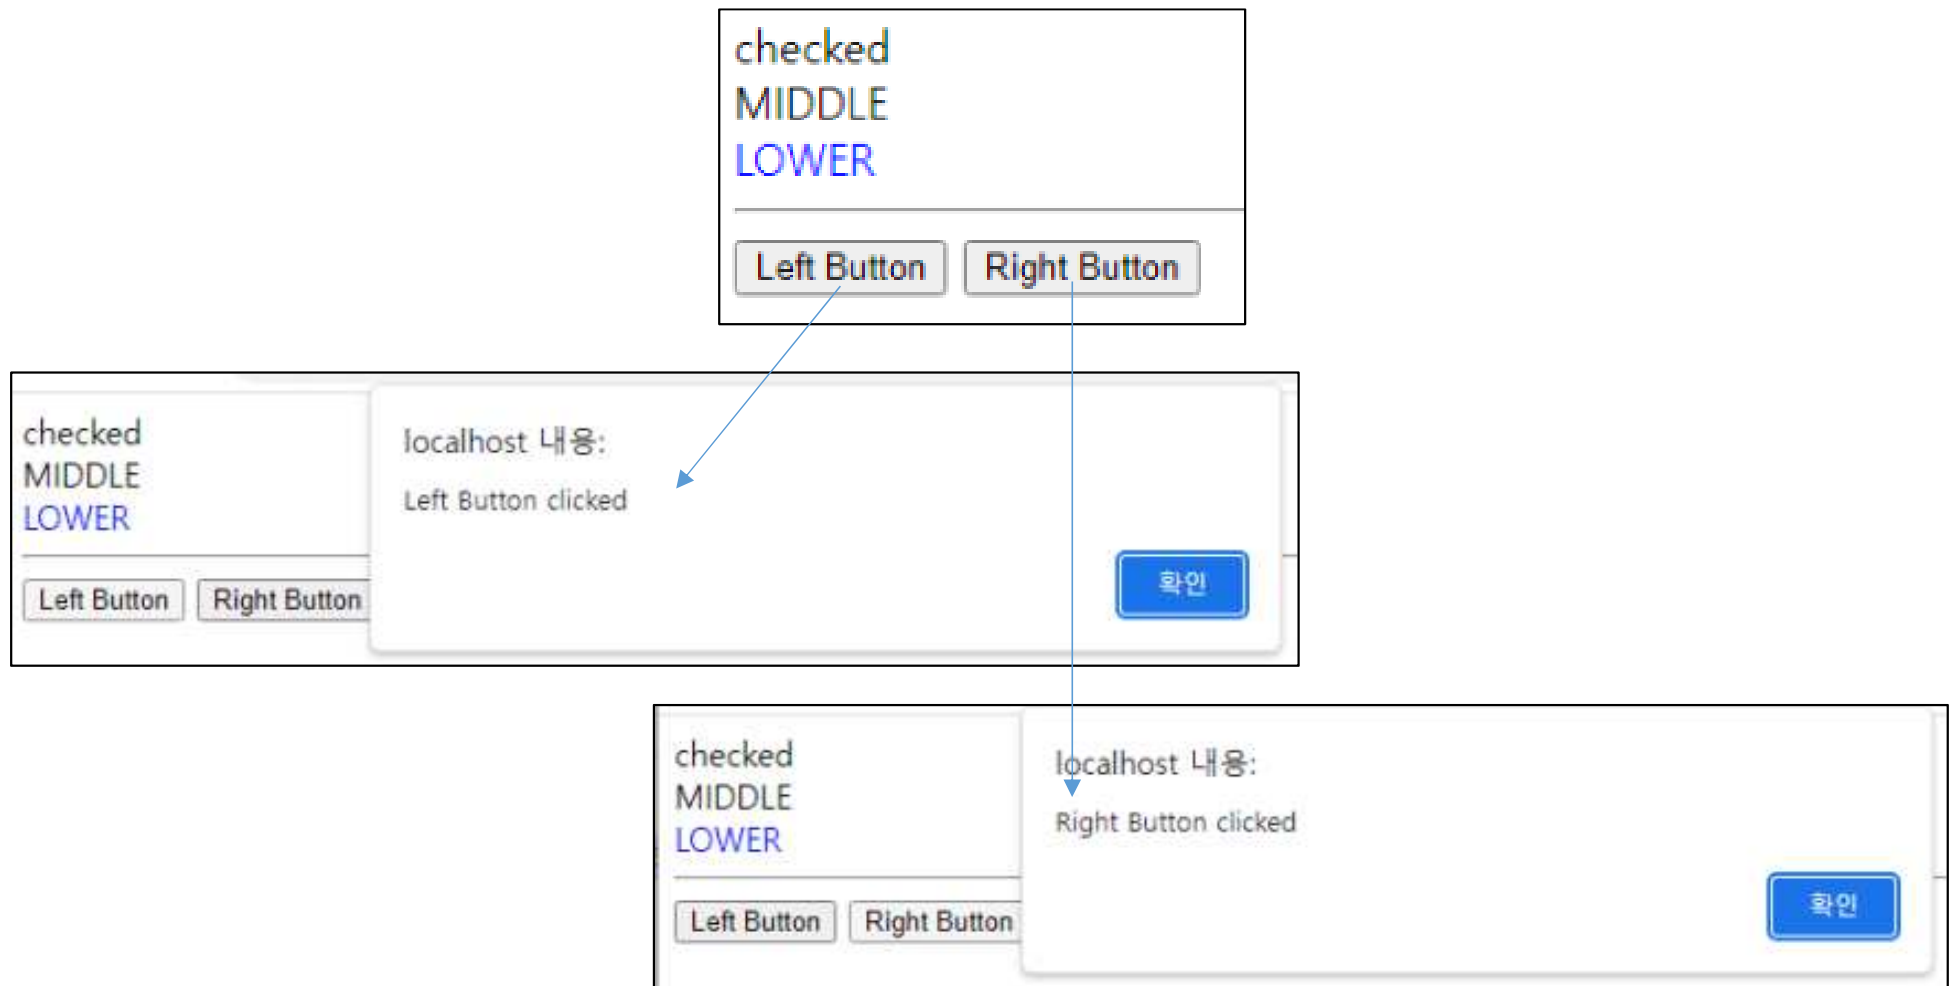 checked
MIDDLE
LOWER
Left Button Right Button
checked
MIDDLE
LOWER
Left Button Right Button
localhost 내용:
Left Button clicked
확인
checked
MIDDLE
LOWER
Left Button Right Button
localhost 내용:
Right Button clicked
확인